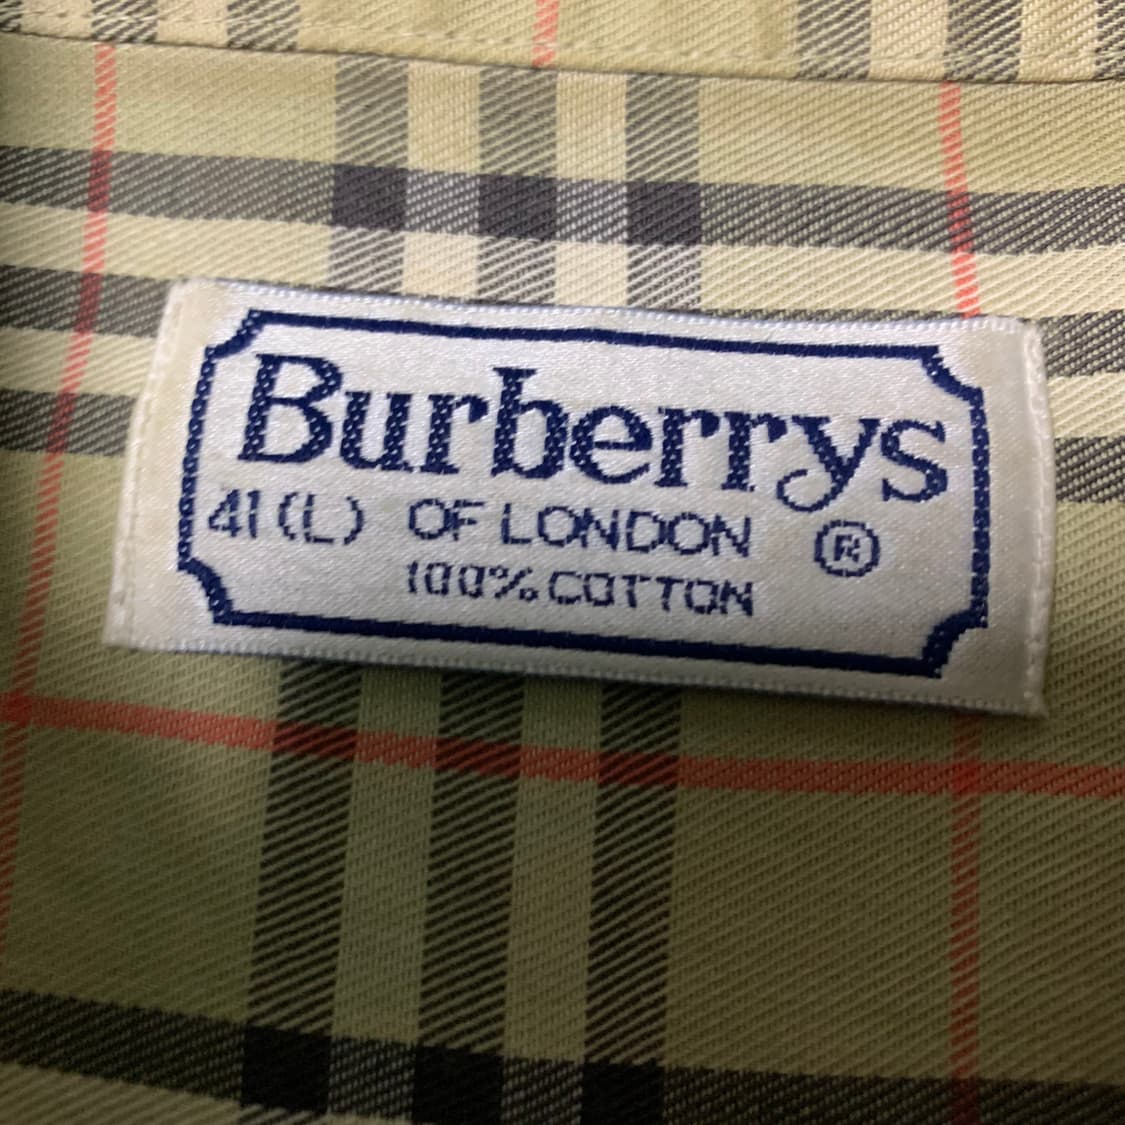 Burberrys
41(L) OF LONDON ®
100% COTTON